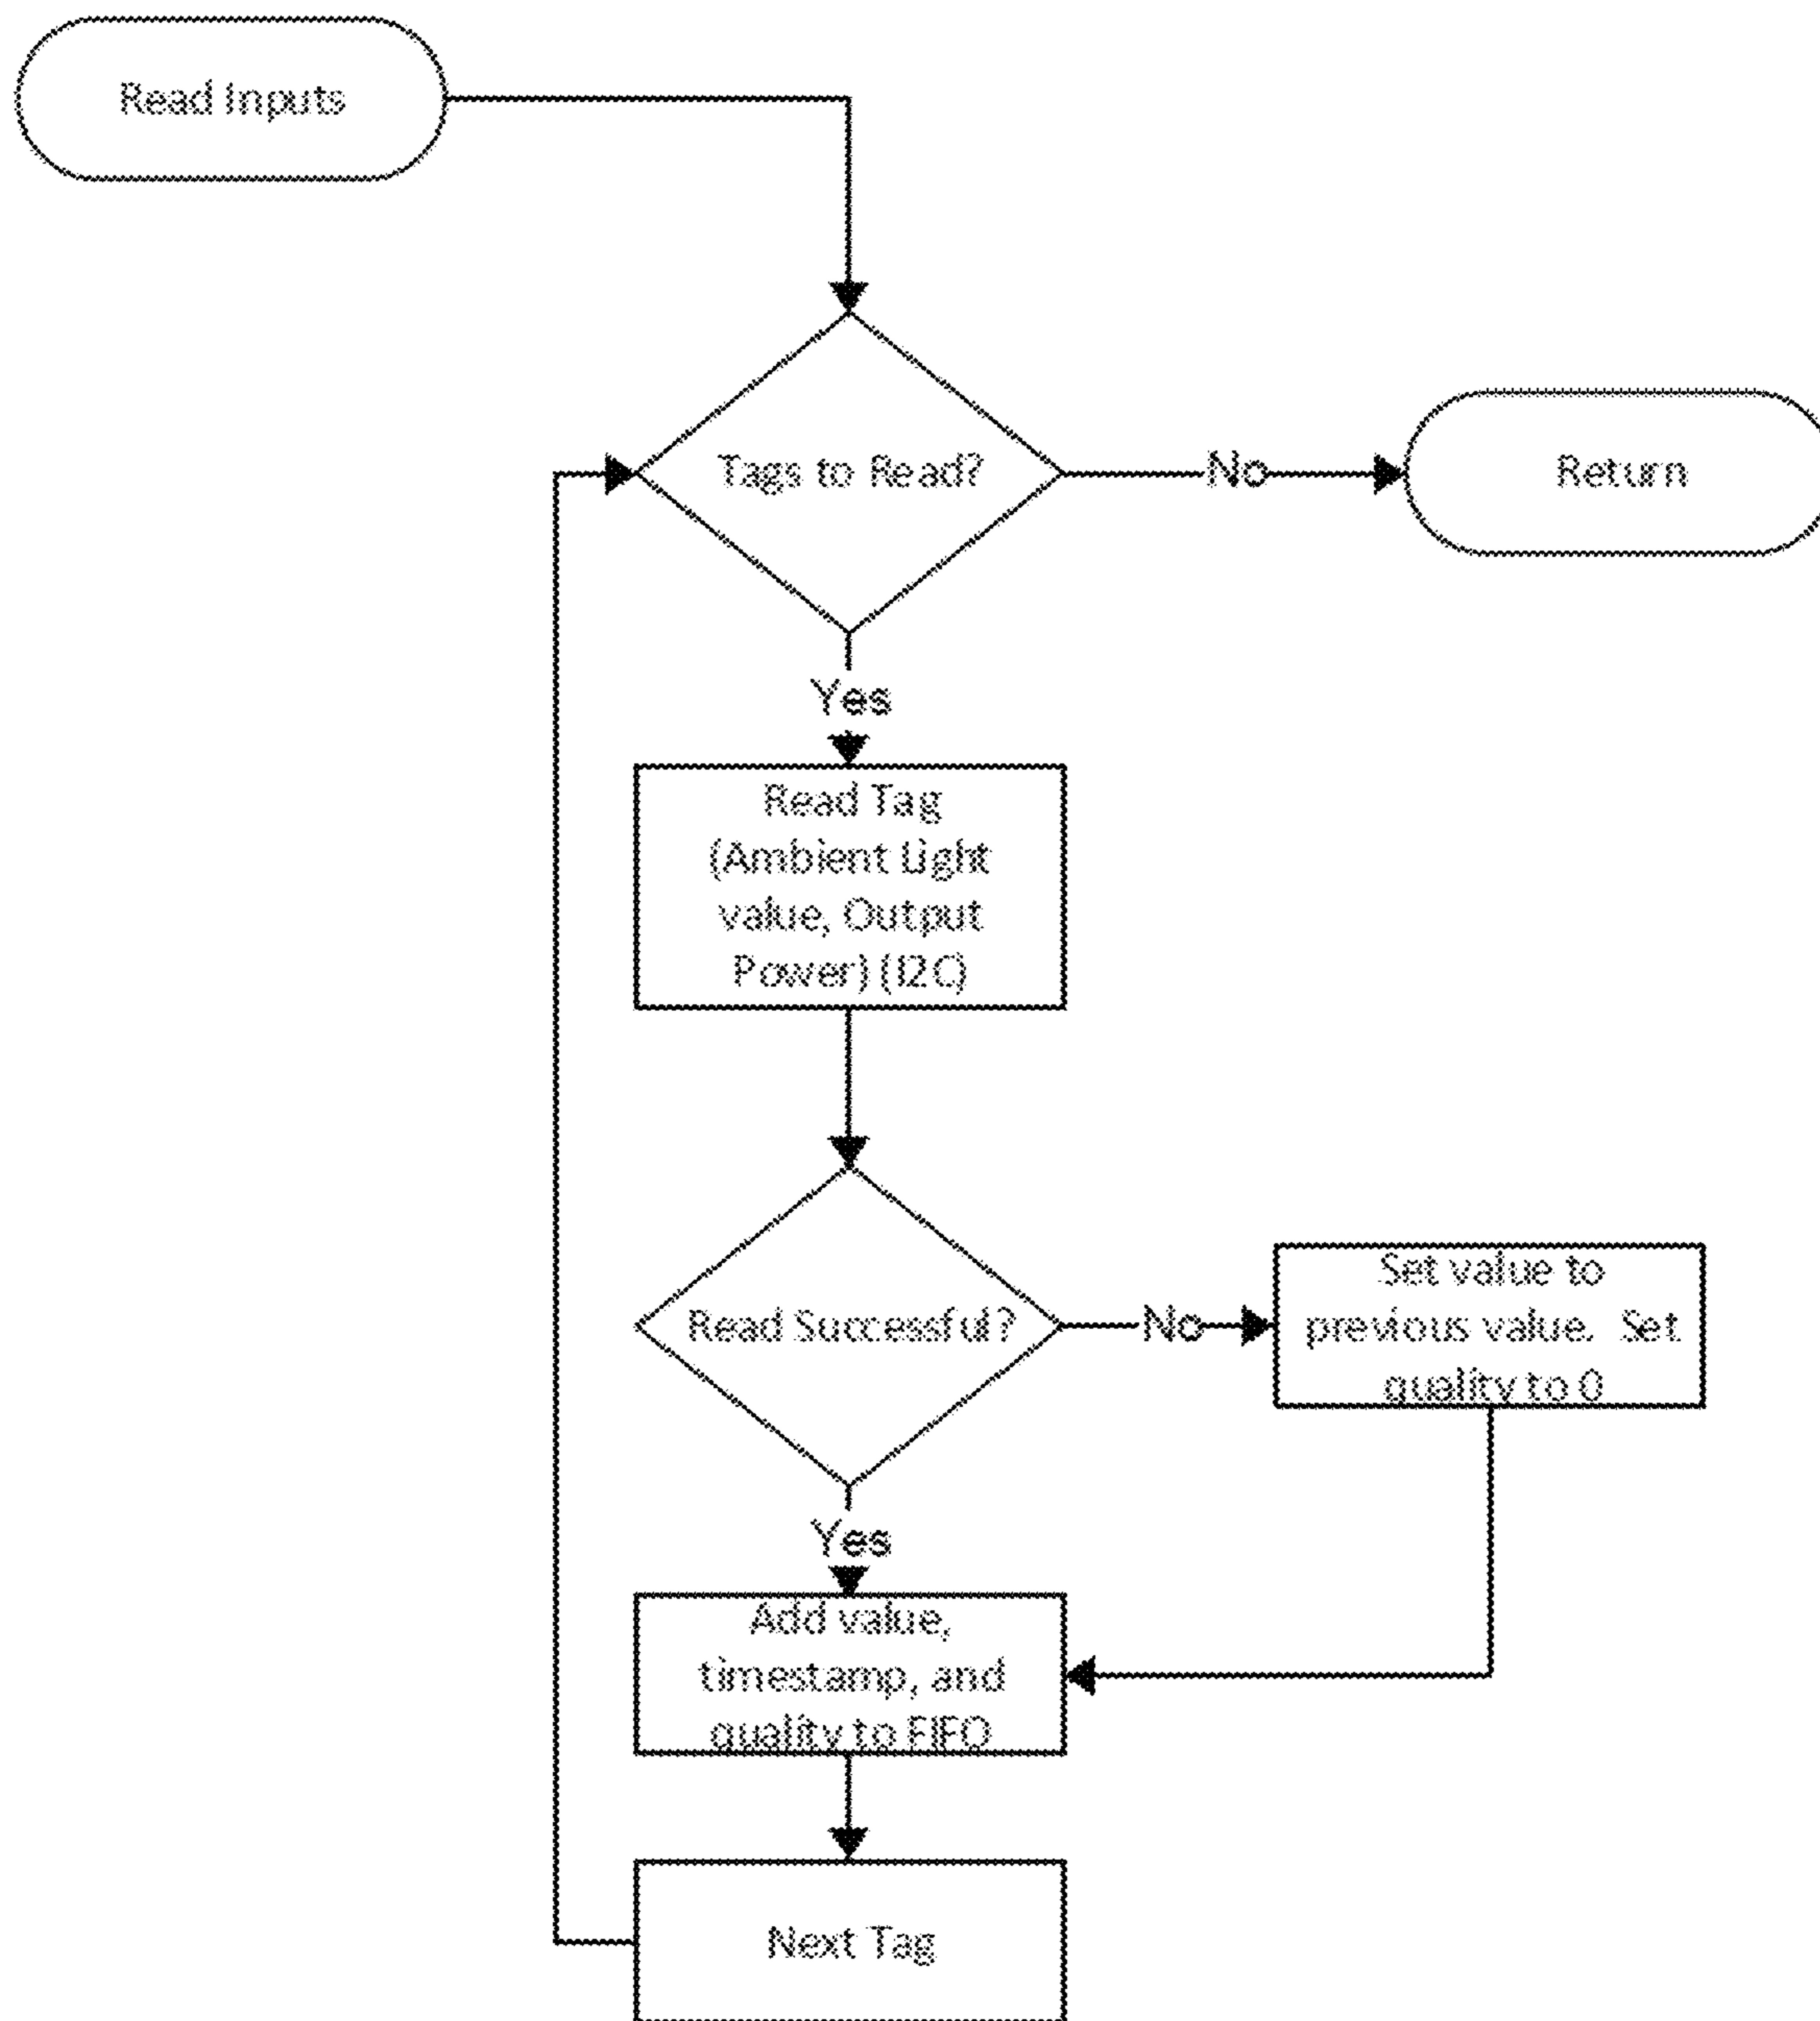 Read Inputs
Tags to Read?
No
Return
Yes
Read Tag
(Ambient Light
value, Output
Power) (I2C)
Read Successful?
No
Set value to
previous value.  Set
quality to 0
Yes
Add value,
timestamp, and
quality to FIFO
Next Tag